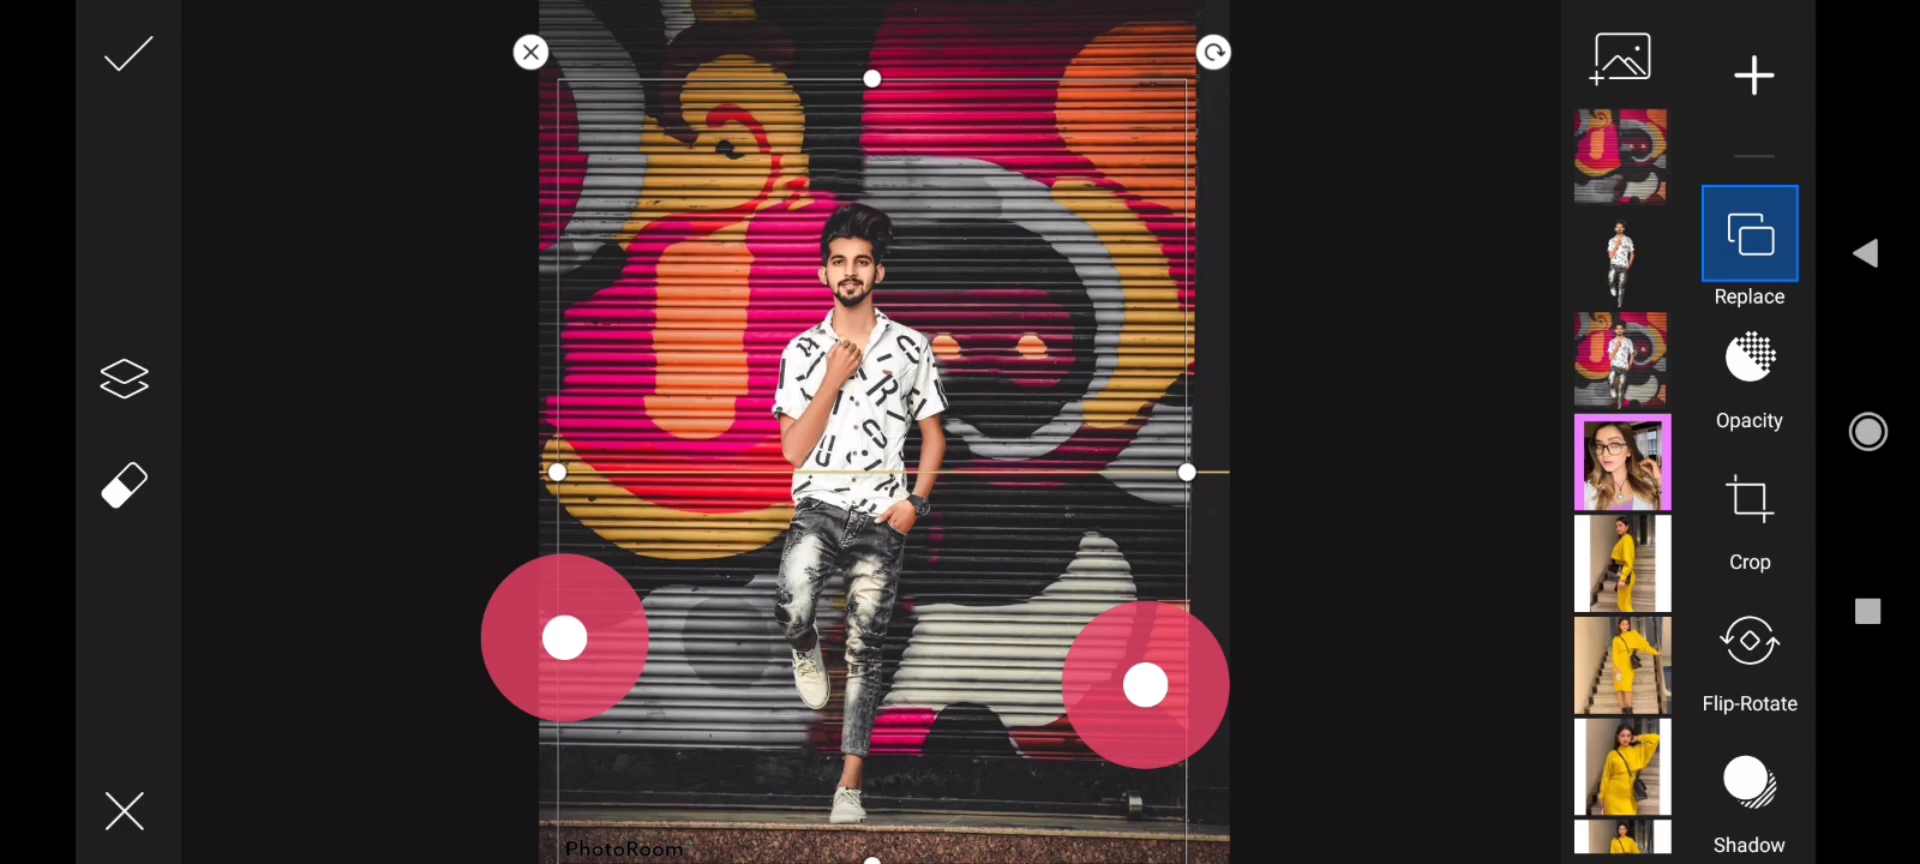 Replace
Opacity
Crop
Flip-Rotate
Shadow
PhotoRoom